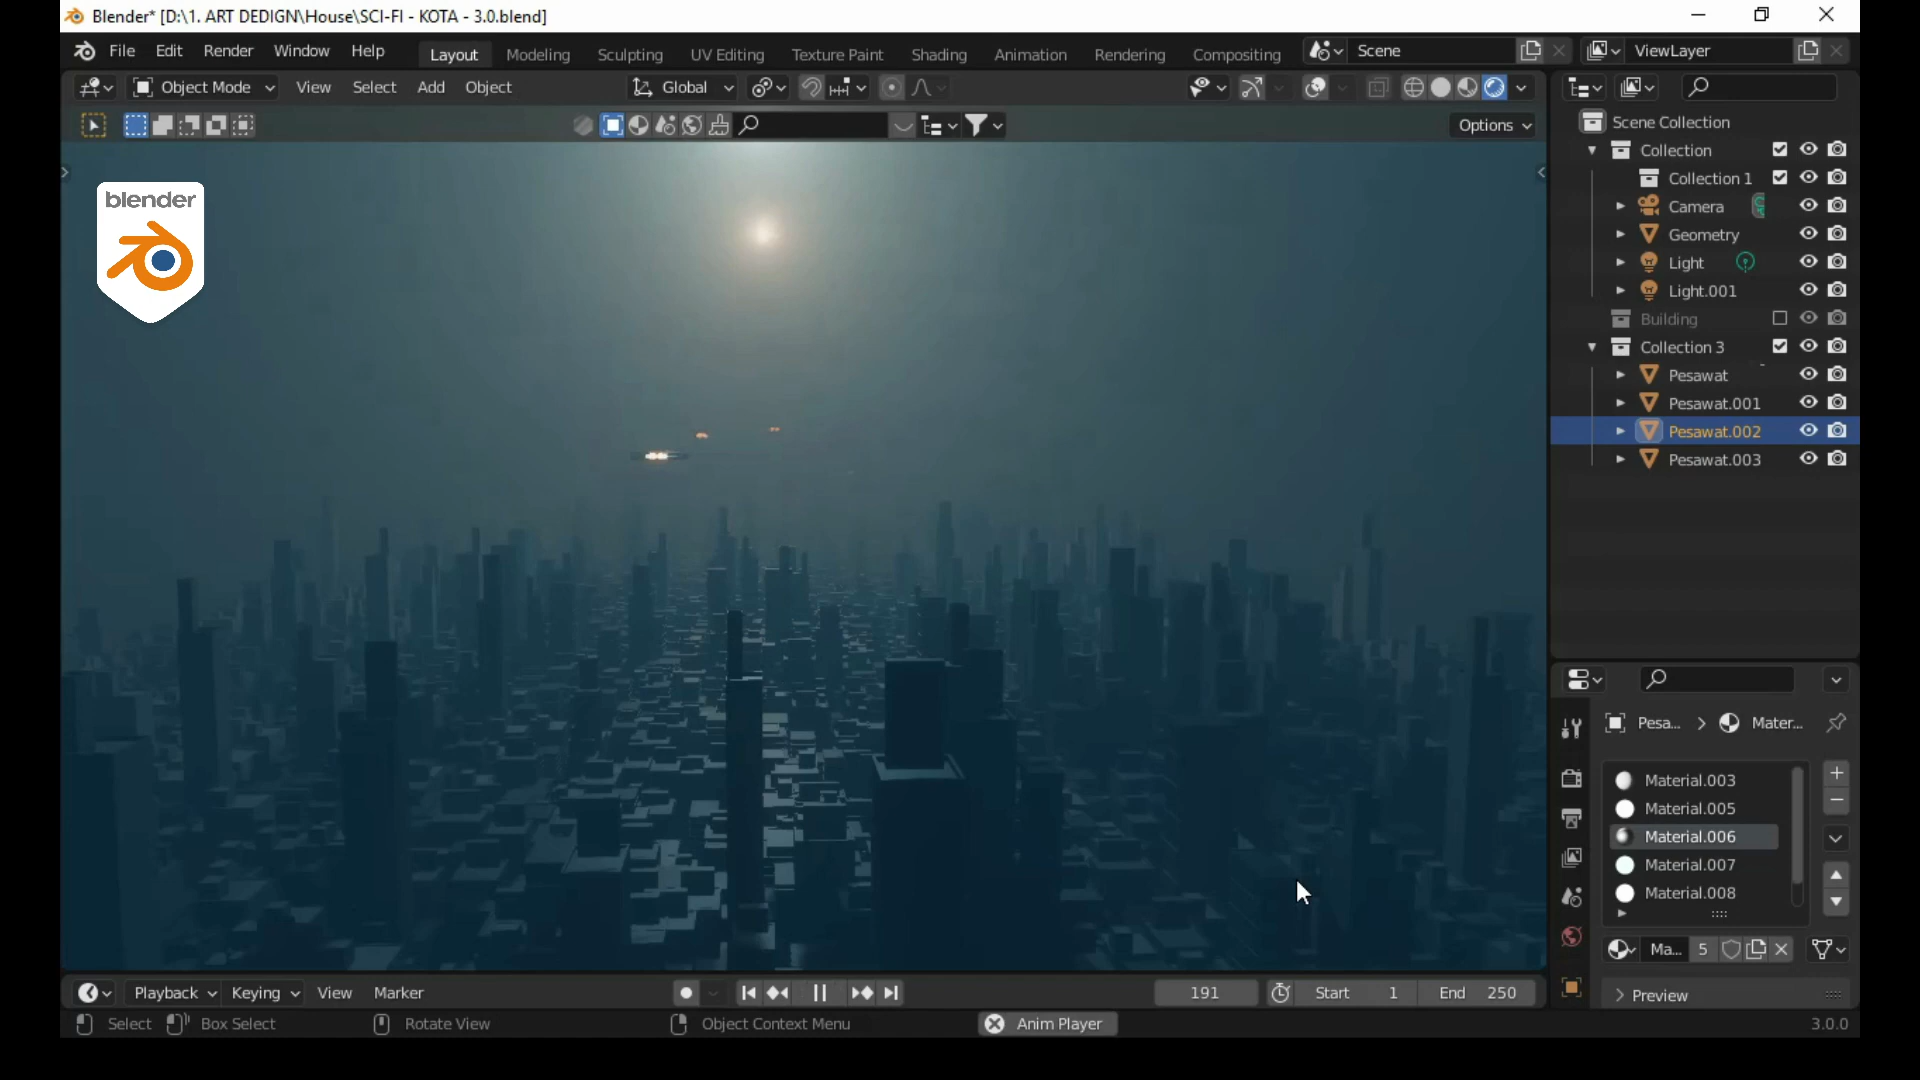 Blender* [D:\1. ART DEDIGN\House\SCI-FI - KOTA - 3.0.blend]
File Edit Render Window Help Layout Modeling Sculpting UV Editing Texture Paint Shading Animation Rendering Compositing Scene ViewLayer
Object Mode View Select Add Object Global
Options
blender
Scene Collection
Collection
Collection 1
Camera
Geometry
Light
Light.001
Building
Collection 3
Pesawat
Pesawat.001
Pesawat.002
Pesawat.003
Pesa... Mater...
Material.003
Material.005
Material.006
Material.007
Material.008
Ma... 5
Preview
Playback Keying View Marker 191 Start 1 End 250
Select Box Select Rotate View Object Context Menu Anim Player 3.0.0